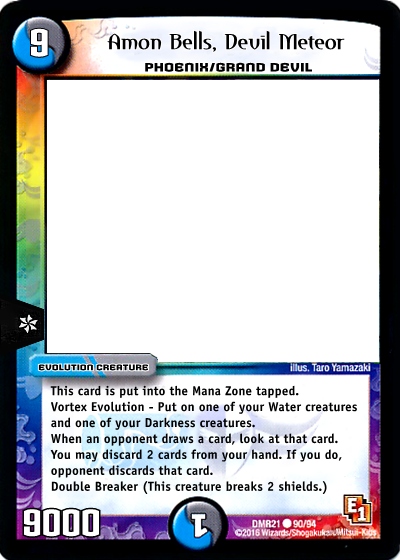 9
Amon Bells, Devil Meteor
PHOENIX/GRAND DEVIL
EVOLUTION CREATURE
illus. Taro Yamazaki
This card is put into the Mana Zone tapped.
Vortex Evolution - Put on one of your Water creatures
and one of your Darkness creatures.
When an opponent draws a card, look at that card.
You may discard 2 cards from your hand. If you do,
opponent discards that card.
Double Breaker (This creature breaks 2 shields.)
9000
1
E1
DMR21 ● 90/94
©2016 Wizards/Shogakukan/Mitsui-Kids